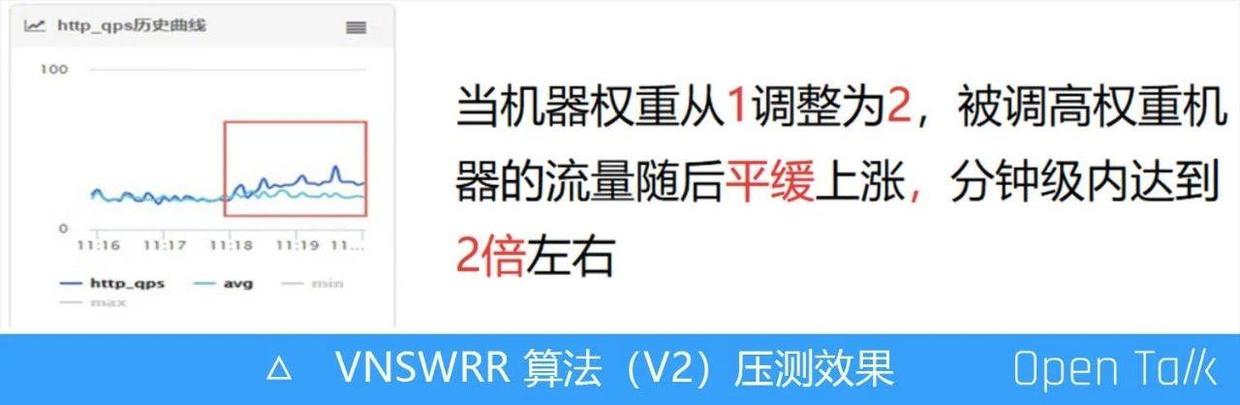 http_qps历史曲线
100
0
11:16 11:17 11:18 11:19 11...
http_qps avg min
max
当机器权重从1调整为2，被调高权重机
器的流量随后平缓上涨，分钟级内达到
2倍左右
△ VNSWRR 算法（V2）压测效果
Open Talk